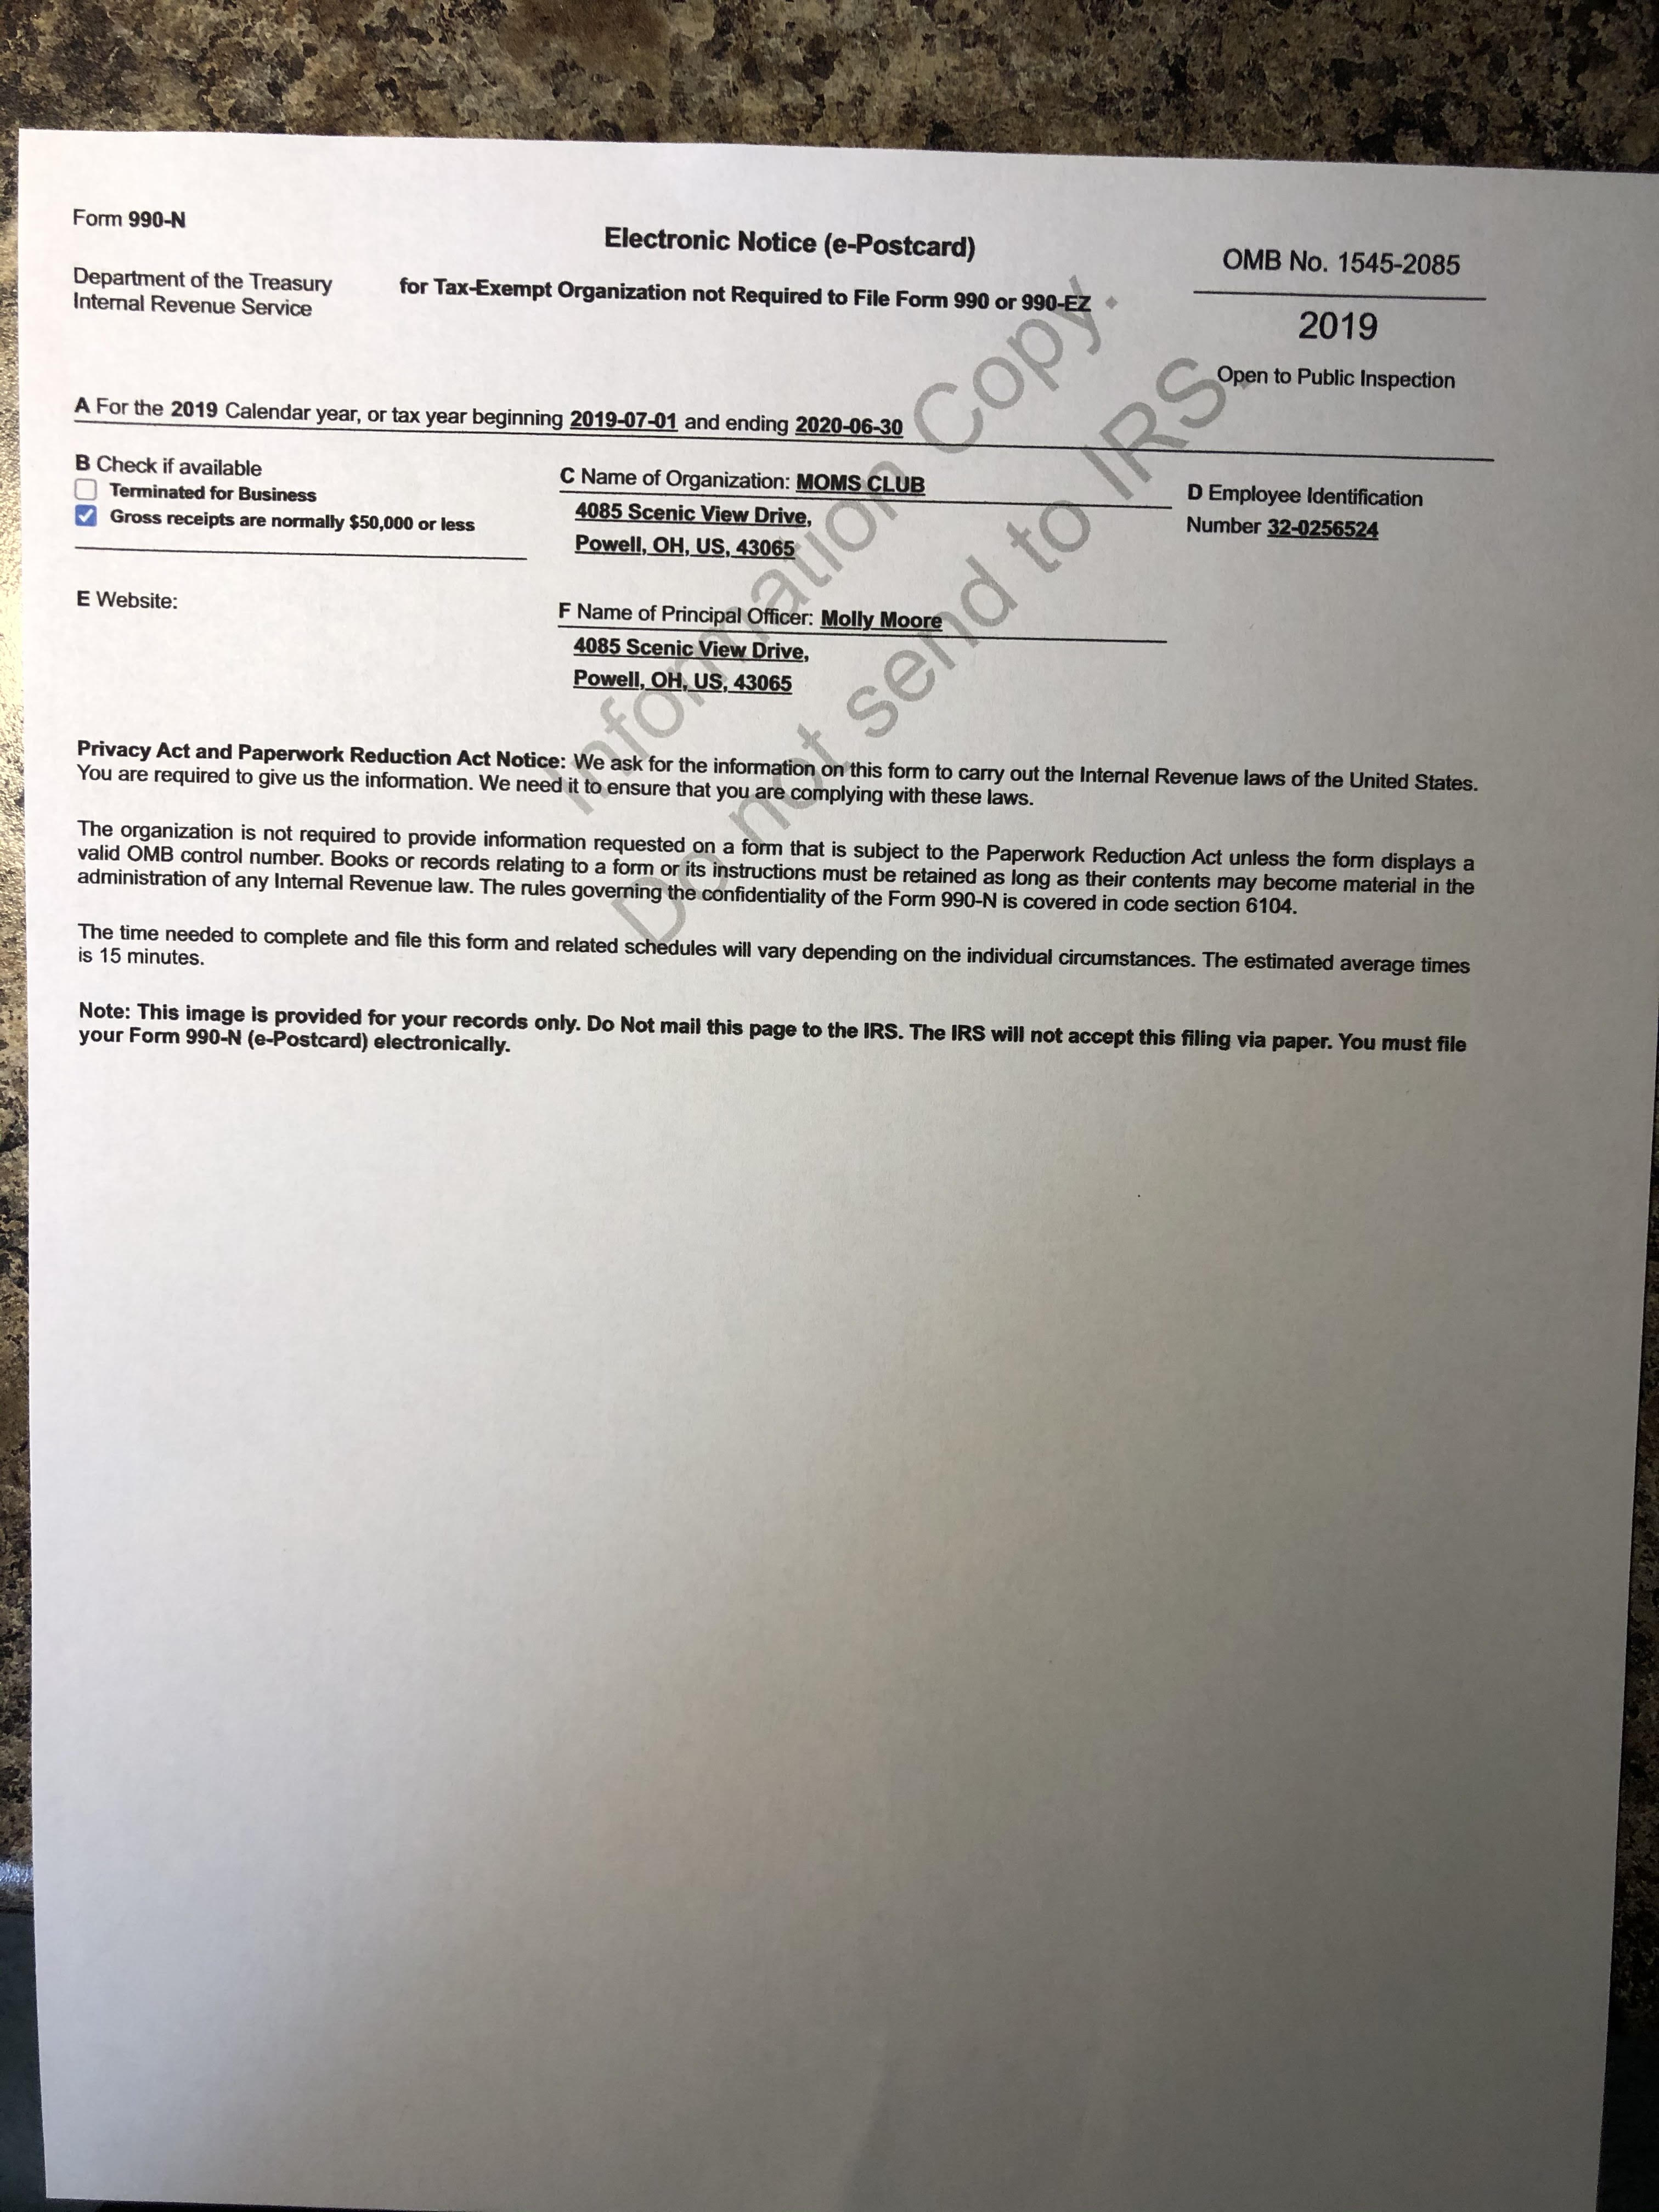 Form 990-N
Electronic Notice (e-Postcard)
OMB No. 1545-2085
Department of the Treasury
Internal Revenue Service
for Tax-Exempt Organization not Required to File Form 990 or 990-EZ
2019
Open to Public Inspection
A For the 2019 Calendar year, or tax year beginning 2019-07-01 and ending 2020-06-30
B Check if available
Terminated for Business
Gross receipts are normally $50,000 or less
C Name of Organization: MOMS CLUB
4085 Scenic View Drive,
Powell, OH, US, 43065
D Employee Identification
Number 32-0256524
E Website:
F Name of Principal Officer: Molly Moore
4085 Scenic View Drive,
Powell, OH, US, 43065
Information Copy.
Do not send to IRS.
Privacy Act and Paperwork Reduction Act Notice: We ask for the information on this form to carry out the Internal Revenue laws of the United States.
You are required to give us the information. We need it to ensure that you are complying with these laws.
The organization is not required to provide information requested on a form that is subject to the Paperwork Reduction Act unless the form displays a
valid OMB control number. Books or records relating to a form or its instructions must be retained as long as their contents may become material in the
administration of any Internal Revenue law. The rules governing the confidentiality of the Form 990-N is covered in code section 6104.
The time needed to complete and file this form and related schedules will vary depending on the individual circumstances. The estimated average times
is 15 minutes.
Note: This image is provided for your records only. Do Not mail this page to the IRS. The IRS will not accept this filing via paper. You must file
your Form 990-N (e-Postcard) electronically.